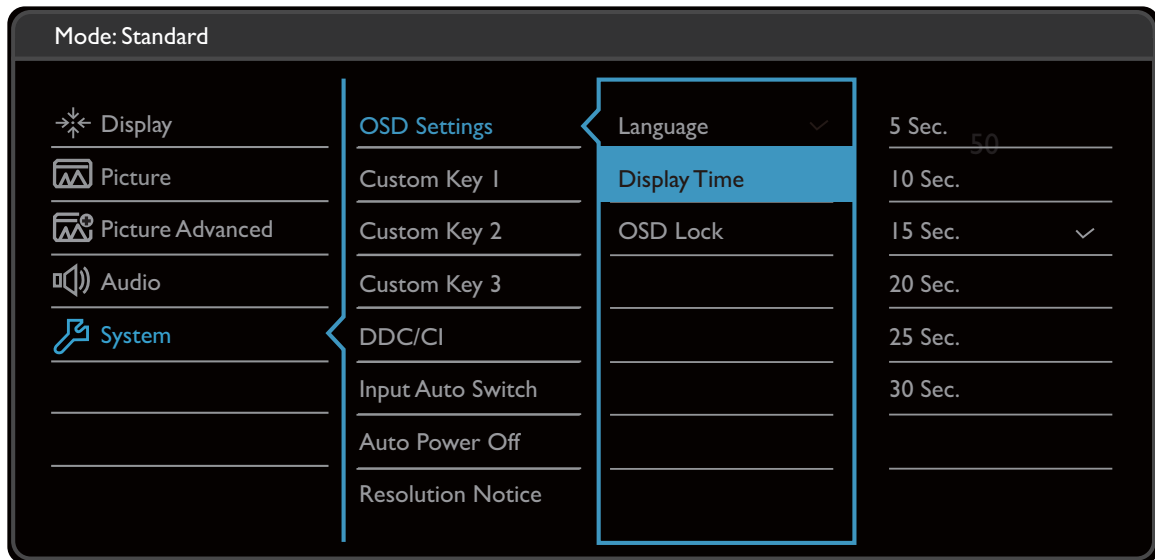 Mode: Standard
Display
Picture
Picture Advanced
Audio
System
OSD Settings
Custom Key 1
Custom Key 2
Custom Key 3
DDC/CI
Input Auto Switch
Auto Power Off
Resolution Notice
Language
Display Time
OSD Lock
5 Sec.
50
10 Sec.
15 Sec.
20 Sec.
25 Sec.
30 Sec.